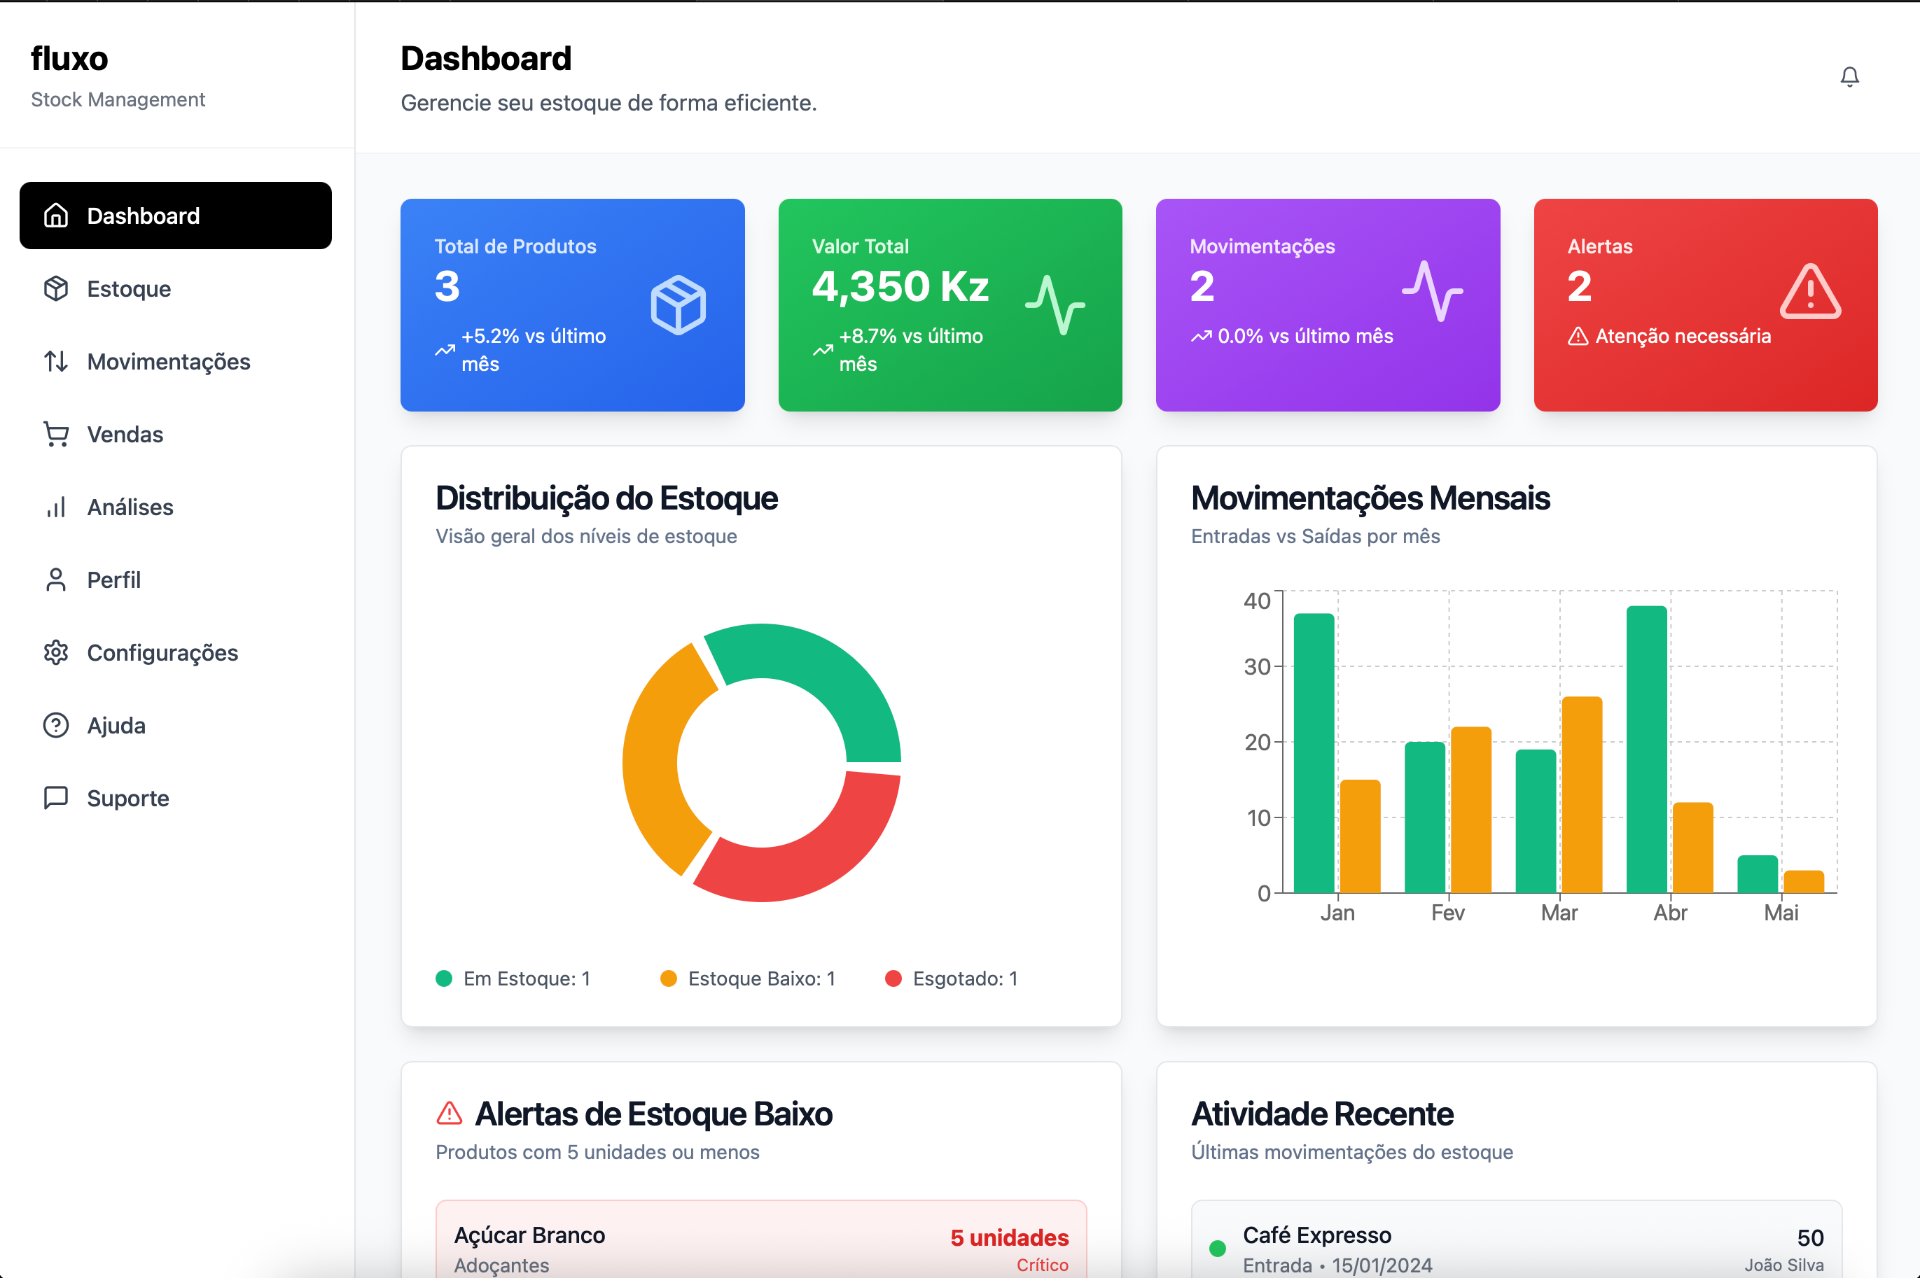 fluxo
Stock Management
Dashboard
Estoque
Movimentações
Vendas
Análises
Perfil
Configurações
Ajuda
Suporte
Dashboard
Gerencie seu estoque de forma eficiente.
Total de Produtos
3
+5.2% vs último
mês
Valor Total
4,350 Kz
+8.7% vs último
mês
Movimentações
2
0.0% vs último mês
Alertas
2
Atenção necessária
Distribuição do Estoque
Visão geral dos níveis de estoque
Em Estoque: 1
Estoque Baixo: 1
Esgotado: 1
Movimentações Mensais
Entradas vs Saídas por mês
40
30
20
10
0
Jan
Fev
Mar
Abr
Mai
Alertas de Estoque Baixo
Produtos com 5 unidades ou menos
Açúcar Branco
5 unidades
Adoçantes
Crítico
Atividade Recente
Últimas movimentações do estoque
Café Expresso
50
Entrada • 15/01/2024
João Silva